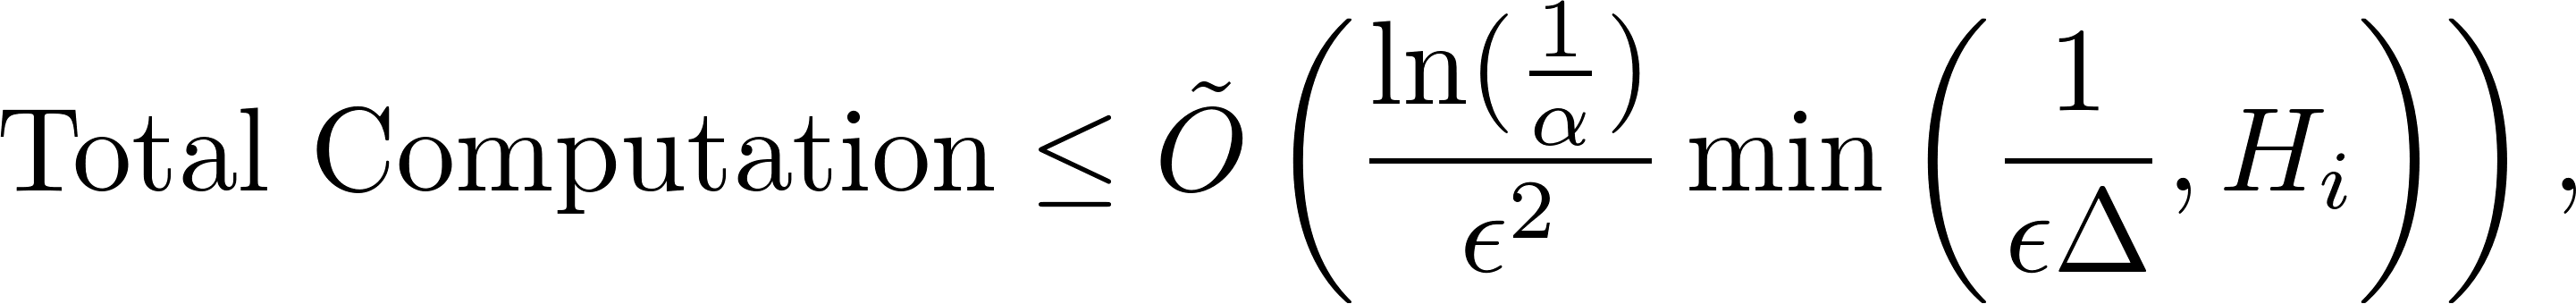 Total Computation ≤ Õ ( ln(1/α) / ϵ² min ( 1 / ϵΔ , H_i ) ) ,